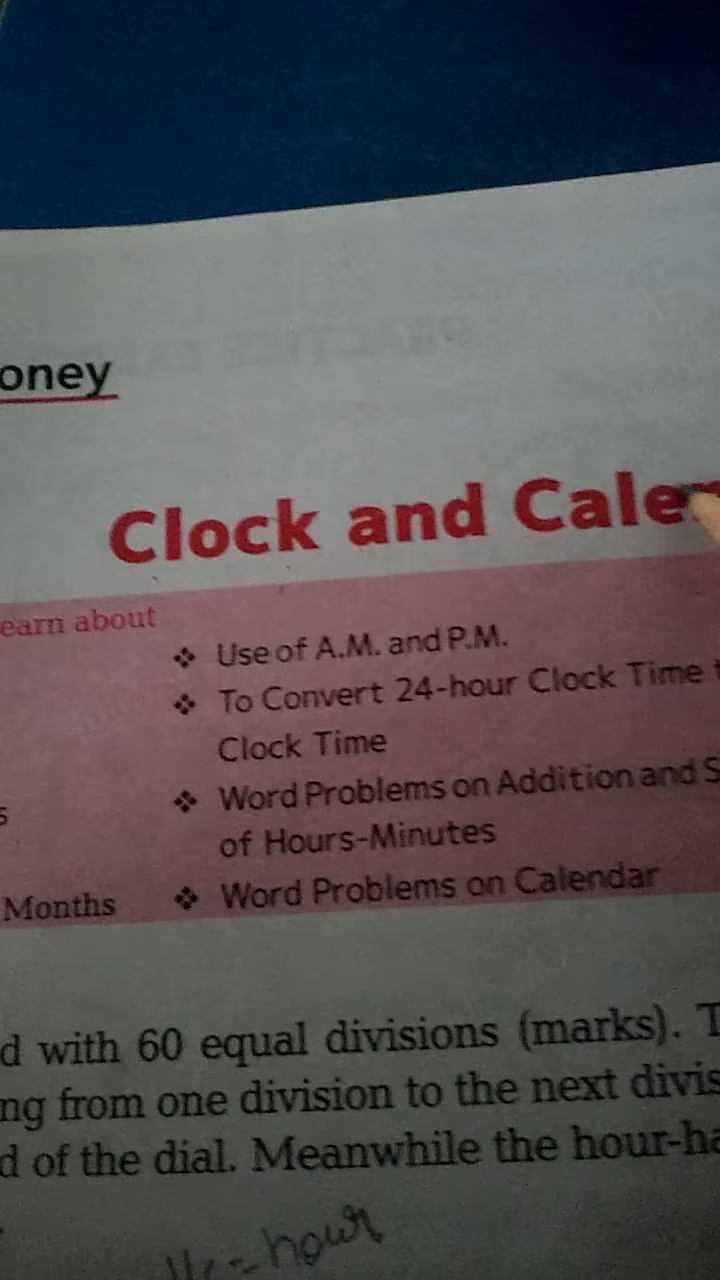 oney
Clock and Cale
earn about
❖ Use of A.M. and P.M.
❖ To Convert 24-hour Clock Time
Clock Time
❖ Word Problems on Addition and S
s
of Hours-Minutes
Months ❖ Word Problems on Calendar
d with 60 equal divisions (marks). T
ng from one division to the next divis
d of the dial. Meanwhile the hour-ha
hour